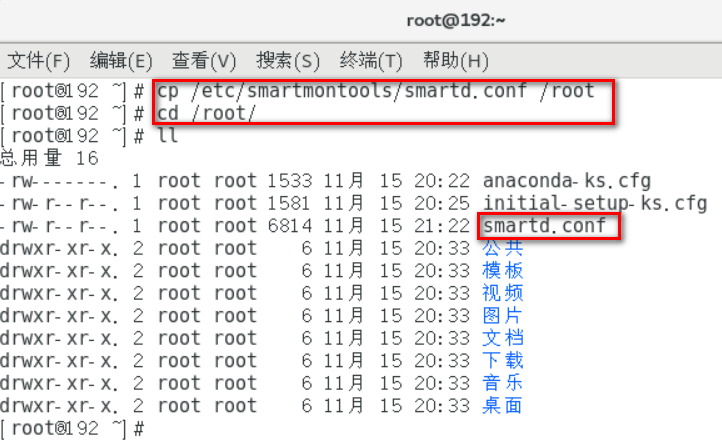 root@192:~
文件(F) 编辑(E) 查看(V) 搜索(S) 终端(T) 帮助(H)
[root@192 ~]# cp /etc/smartmontools/smartd.conf /root
[root@192 ~]# cd /root/
[root@192 ~]# ll
总用量 16
-rw-------. 1 root root 1533 11月 15 20:22 anaconda-ks.cfg
-rw-r--r--. 1 root root 1581 11月 15 20:25 initial-setup-ks.cfg
-rw-r--r--. 1 root root 6814 11月 15 21:22 smartd.conf
drwxr-xr-x. 2 root root 6 11月 15 20:33 公共
drwxr-xr-x. 2 root root 6 11月 15 20:33 模板
drwxr-xr-x. 2 root root 6 11月 15 20:33 视频
drwxr-xr-x. 2 root root 6 11月 15 20:33 图片
drwxr-xr-x. 2 root root 6 11月 15 20:33 文档
drwxr-xr-x. 2 root root 6 11月 15 20:33 下载
drwxr-xr-x. 2 root root 6 11月 15 20:33 音乐
drwxr-xr-x. 2 root root 6 11月 15 20:33 桌面
[root@192 ~]#